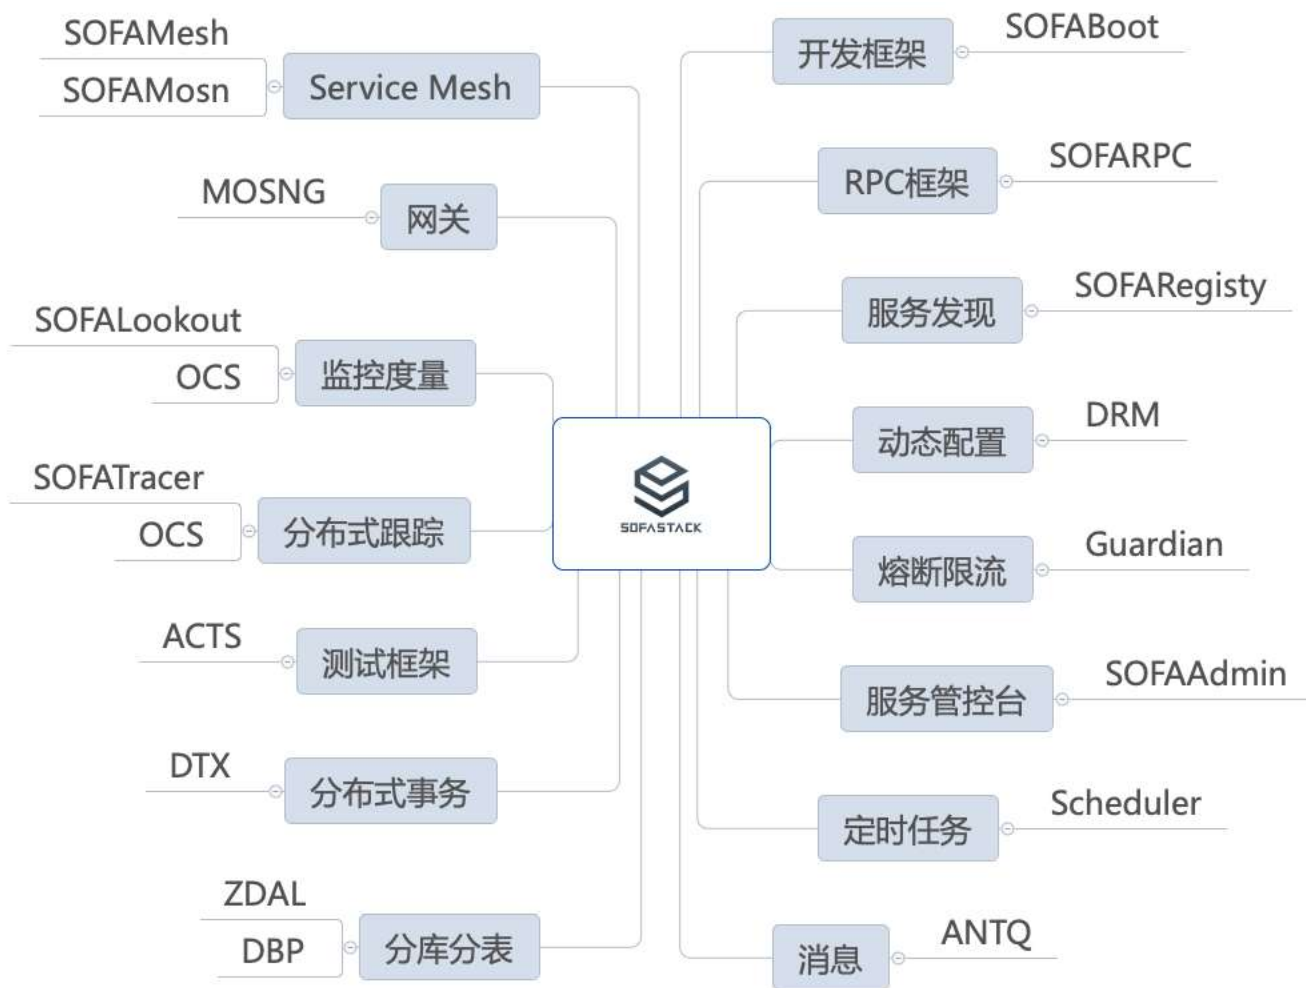 SOFAMesh
SOFAMosn
Service Mesh
MOSNG
网关
SOFALookout
OCS
监控度量
SOFATracer
OCS
分布式跟踪
ACTS
测试框架
DTX
分布式事务
ZDAL
DBP
分库分表
SOFASTACK
开发框架
SOFABoot
RPC框架
SOFARPC
服务发现
SOFARegisty
动态配置
DRM
熔断限流
Guardian
服务管控台
SOFAAdmin
定时任务
Scheduler
消息
ANTQ